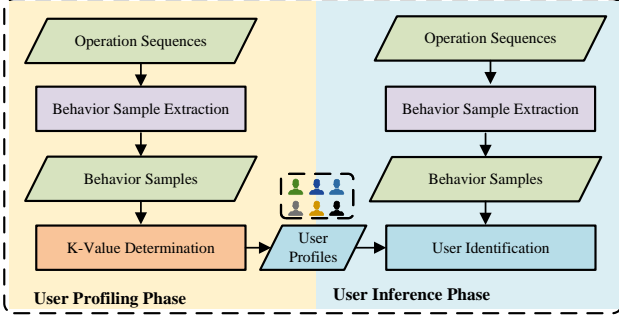 Operation Sequences
Behavior Sample Extraction
Behavior Samples
K-Value Determination
User Profiling Phase
User
Profiles
Operation Sequences
Behavior Sample Extraction
Behavior Samples
User Identification
User Inference Phase